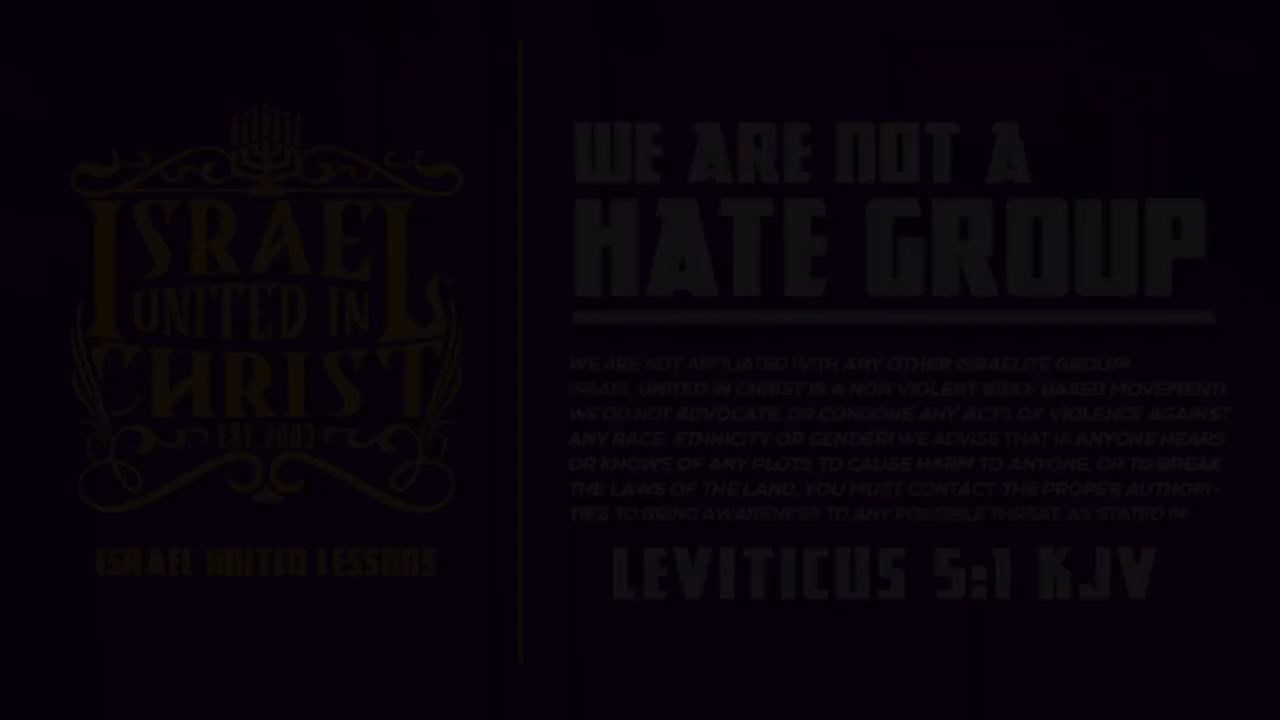 ISRAEL
UNITED IN
CHRIST
EST. 2003
ISRAEL UNITED LESSONS
WE ARE NOT A
HATE GROUP
WE ARE NOT AFFILIATED WITH ANY OTHER ISRAELITE GROUP!
ISRAEL UNITED IN CHRIST IS A NON VIOLENT BIBLE BASED MOVEMENT!
WE DO NOT ADVOCATE, OR CONDONE ANY ACTS OF VIOLENCE AGAINST
ANY RACE, ETHNICITY OR GENDER! WE ADVISE THAT IF ANYONE HEARS
OR KNOWS OF ANY PLOTS TO CAUSE HARM TO ANYONE, OR TO BREAK
THE LAWS OF THE LAND, YOU MUST CONTACT THE PROPER AUTHORI-
TIES TO BRING AWARENESS TO ANY POSSIBLE THREAT, AS STATED IN:
LEVITICUS 5:1 KJV